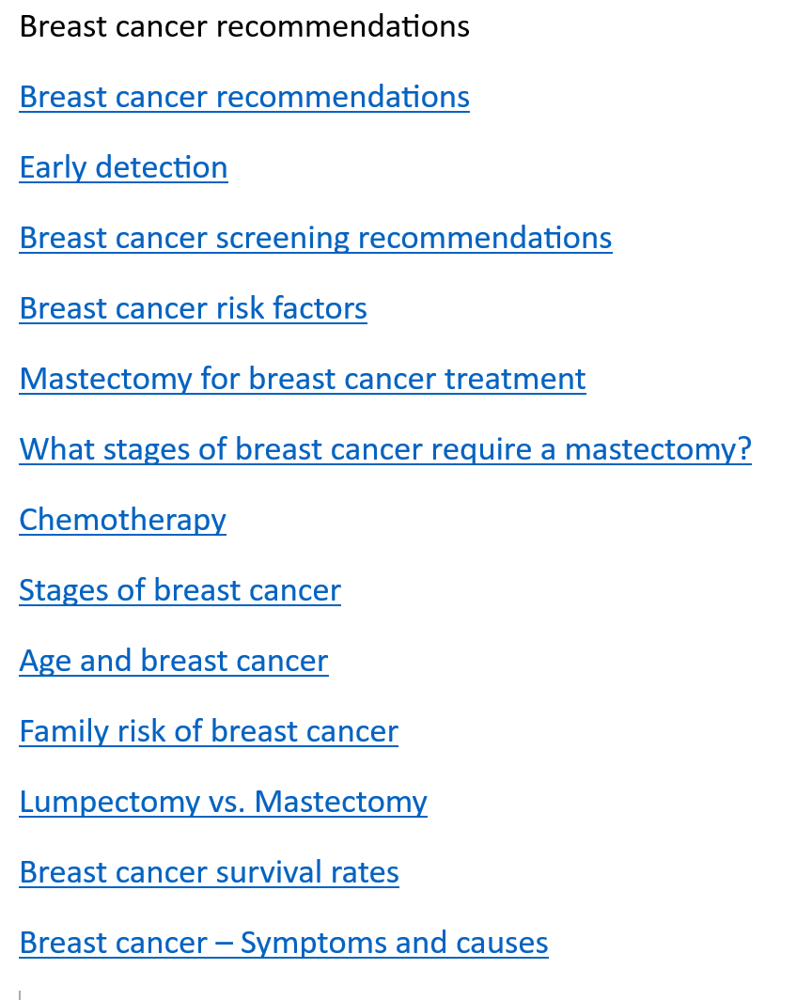 Breast cancer recommendations
Breast cancer recommendations
Early detection
Breast cancer screening recommendations
Breast cancer risk factors
Mastectomy for breast cancer treatment
What stages of breast cancer require a mastectomy?
Chemotherapy
Stages of breast cancer
Age and breast cancer
Family risk of breast cancer
Lumpectomy vs. Mastectomy
Breast cancer survival rates
Breast cancer – Symptoms and causes